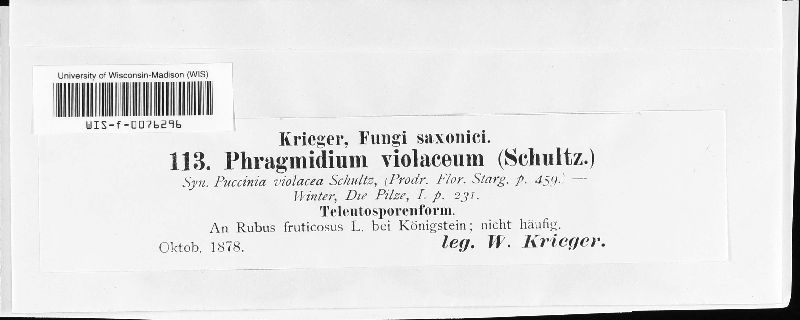 University of Wisconsin-Madison (WIS)
WIS-f-0076296
Krieger, Fungi saxonici.
113. Phragmidium violaceum (Schultz.)
Syn. Puccinia violacea Schultz, (Prodr. Flor. Starg. p. 459.) —
Winter, Die Pilze, I. p. 231.
Teleutosporenform.
An Rubus fruticosus L. bei Königstein; nicht häufig.
Oktob. 1878. leg. W. Krieger.